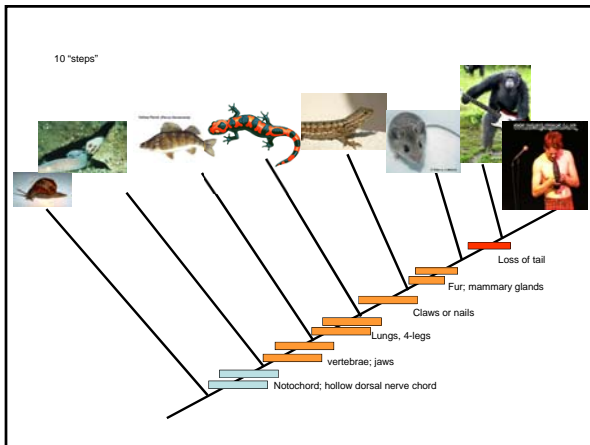 10 "steps"
Loss of tail
Fur; mammary glands
Claws or nails
Lungs, 4-legs
vertebrae; jaws
Notochord; hollow dorsal nerve chord